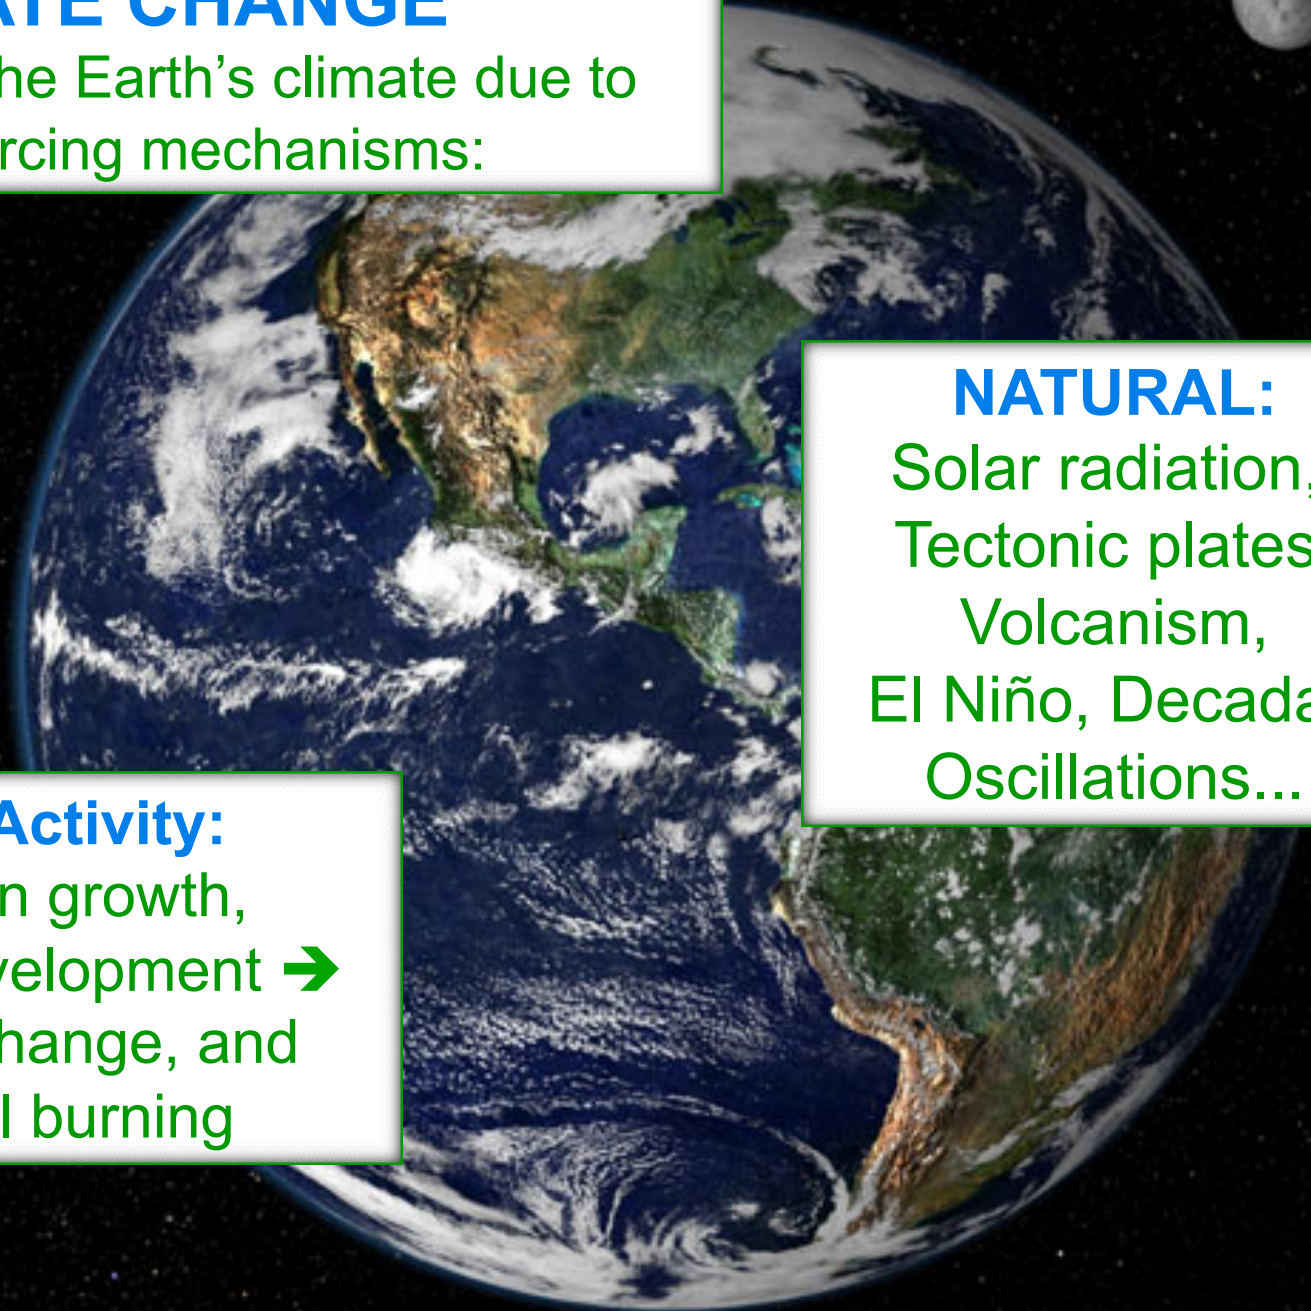 ATE CHANGE
he Earth’s climate due to
rcing mechanisms:
NATURAL:
Solar radiation,
Tectonic plates
Volcanism,
El Niño, Decada
Oscillations...
Activity:
n growth,
velopment ➔
hange, and
l burning